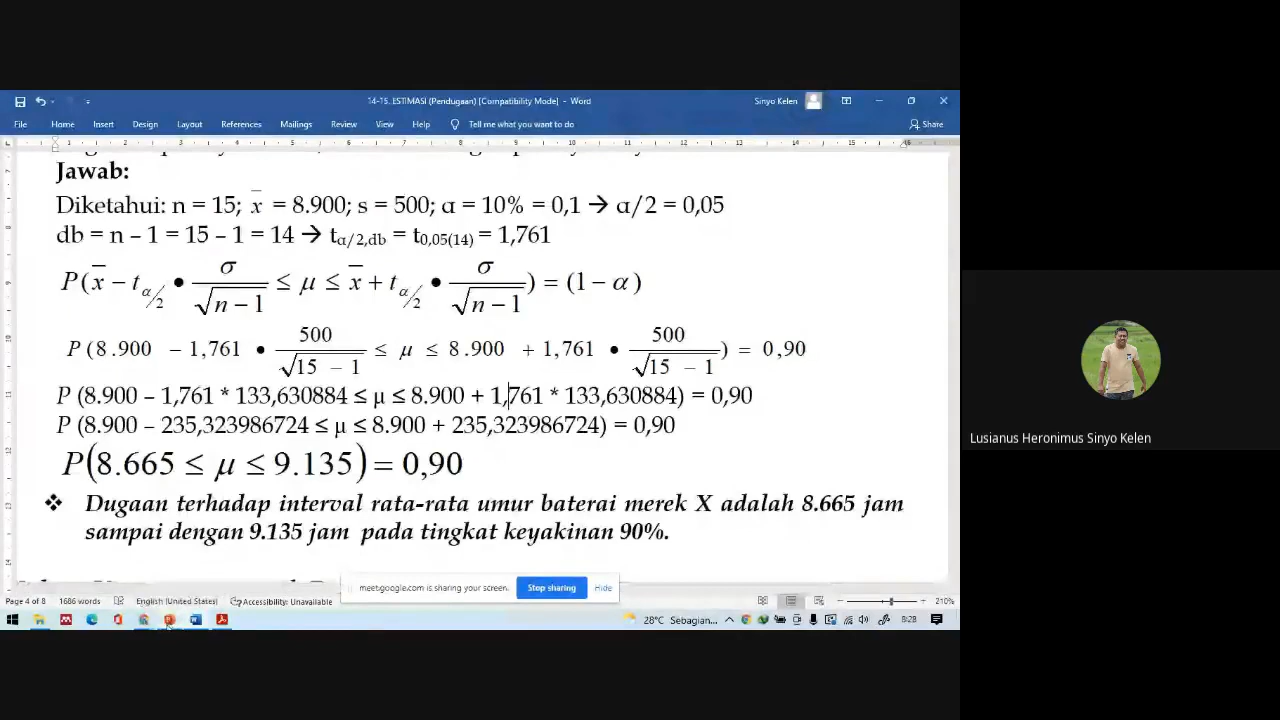 14-15. ESTIMASI (Pendugaan) [Compatibility Mode] - Word
Sinyo Kelen
File Home Insert Design Layout References Mailings Review View Help Tell me what you want to do Share
Jawab:
Diketahui: n = 15; x̄ = 8.900; s = 500; α = 10% = 0,1 → α/2 = 0,05
db = n – 1 = 15 – 1 = 14 → tα/2,db = t0,05(14) = 1,761
P(x̄ − tα/2 • σ/√(n − 1) ≤ μ ≤ x̄ + tα/2 • σ/√(n − 1)) = (1 − α)
P (8.900 − 1,761 • 500/√(15 − 1) ≤ μ ≤ 8.900 + 1,761 • 500/√(15 − 1)) = 0,90
P (8.900 – 1,761 * 133,630884 ≤ μ ≤ 8.900 + 1,761 * 133,630884) = 0,90
P (8.900 – 235,323986724 ≤ μ ≤ 8.900 + 235,323986724) = 0,90
P(8.665 ≤ μ ≤ 9.135) = 0,90
❖ Dugaan terhadap interval rata-rata umur baterai merek X adalah 8.665 jam
sampai dengan 9.135 jam pada tingkat keyakinan 90%.
meet.google.com is sharing your screen. Stop sharing Hide
Page 4 of 8 1686 words English (United States) Accessibility: Unavailable 210%
28°C Sebagian... 8:28
Lusianus Heronimus Sinyo Kelen